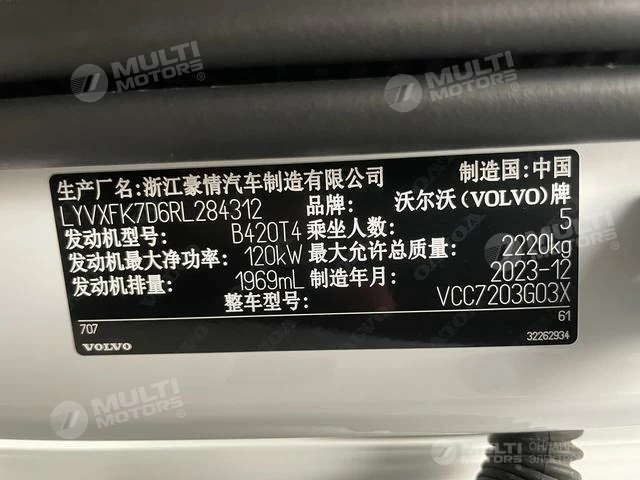 MULTI MOTORS®
MULTI MOTORS
生产厂名:浙江豪情汽车制造有限公司 制造国:中国
LYVXFK7D6RL284312 品牌: 沃尔沃(VOLVO)牌
发动机型号: B420T4 乘坐人数: 5
发动机最大净功率: 120kW 最大允许总质量: 2220kg
发动机排量: 1969mL 制造年月: 2023-12
整车型号: VCC7203G03X
707 61
VOLVO 32262934
MULTI MOTORS®
MULTI MOTORS
ОНЛАЙН
ЭЛЕКТРО